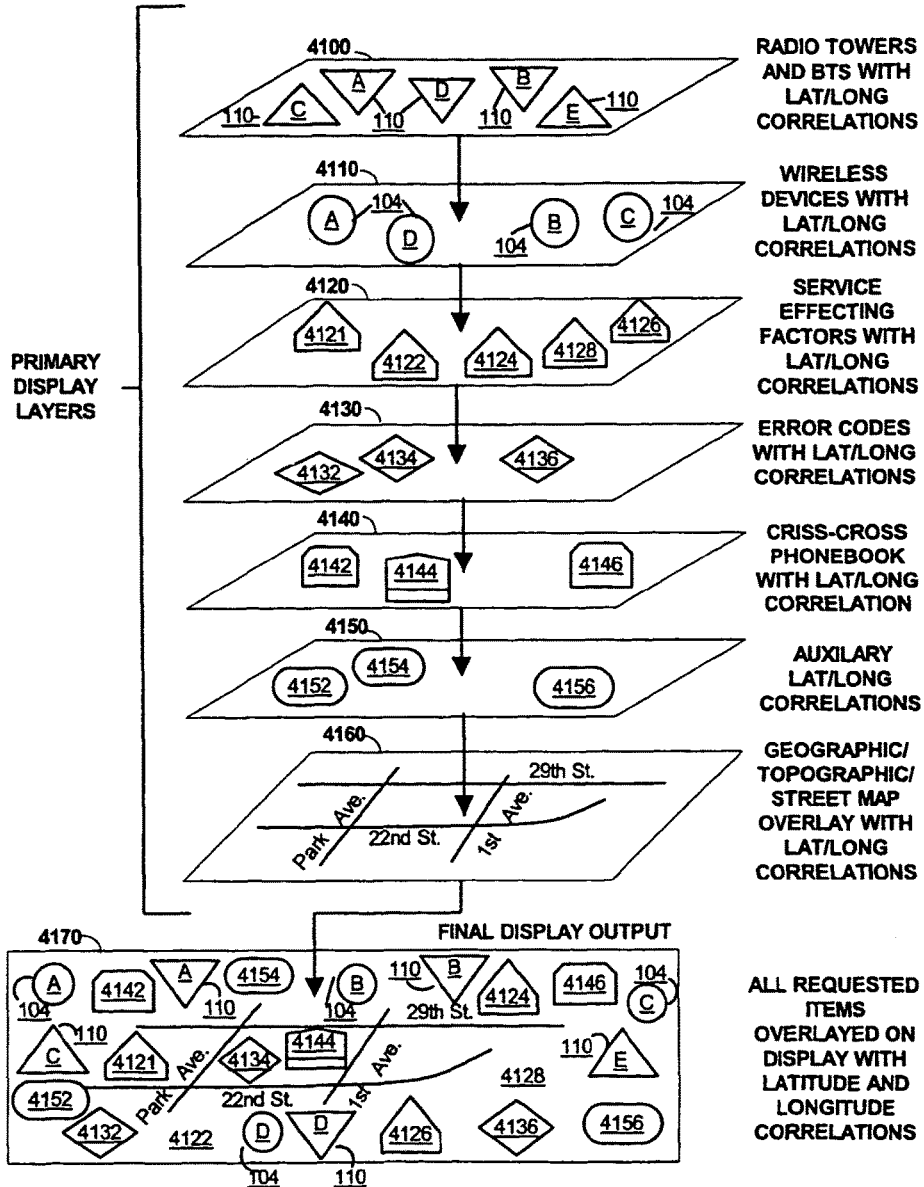 4100
A
D
B
C
E
110
110
110
110
110
RADIO TOWERS
AND BTS WITH
LAT/LONG
CORRELATIONS
4110
A
104
D
104
B
C
104
WIRELESS
DEVICES WITH
LAT/LONG
CORRELATIONS
4120
4121
4122
4124
4128
4126
SERVICE
EFFECTING
FACTORS WITH
LAT/LONG
CORRELATIONS
PRIMARY
DISPLAY
LAYERS
4130
4132
4134
4136
ERROR CODES
WITH LAT/LONG
CORRELATIONS
4140
4142
4144
4146
CRISS-CROSS
PHONEBOOK
WITH LAT/LONG
CORRELATION
4150
4152
4154
4156
AUXILARY
LAT/LONG
CORRELATIONS
4160
29th St.
Park Ave.
22nd St.
1st Ave.
GEOGRAPHIC/
TOPOGRAPHIC/
STREET MAP
OVERLAY WITH
LAT/LONG
CORRELATIONS
FINAL DISPLAY OUTPUT
4170
A
104
4142
A
110
4154
B
104
110
B
4124
4146
104
C
29th St.
110
C
4121
Park Ave.
4134
4144
1st Ave.
110
E
4152
22nd St.
4128
4132
4122
D
104
D
110
4126
4136
4156
ALL REQUESTED
ITEMS
OVERLAYED ON
DISPLAY WITH
LATITUDE AND
LONGITUDE
CORRELATIONS